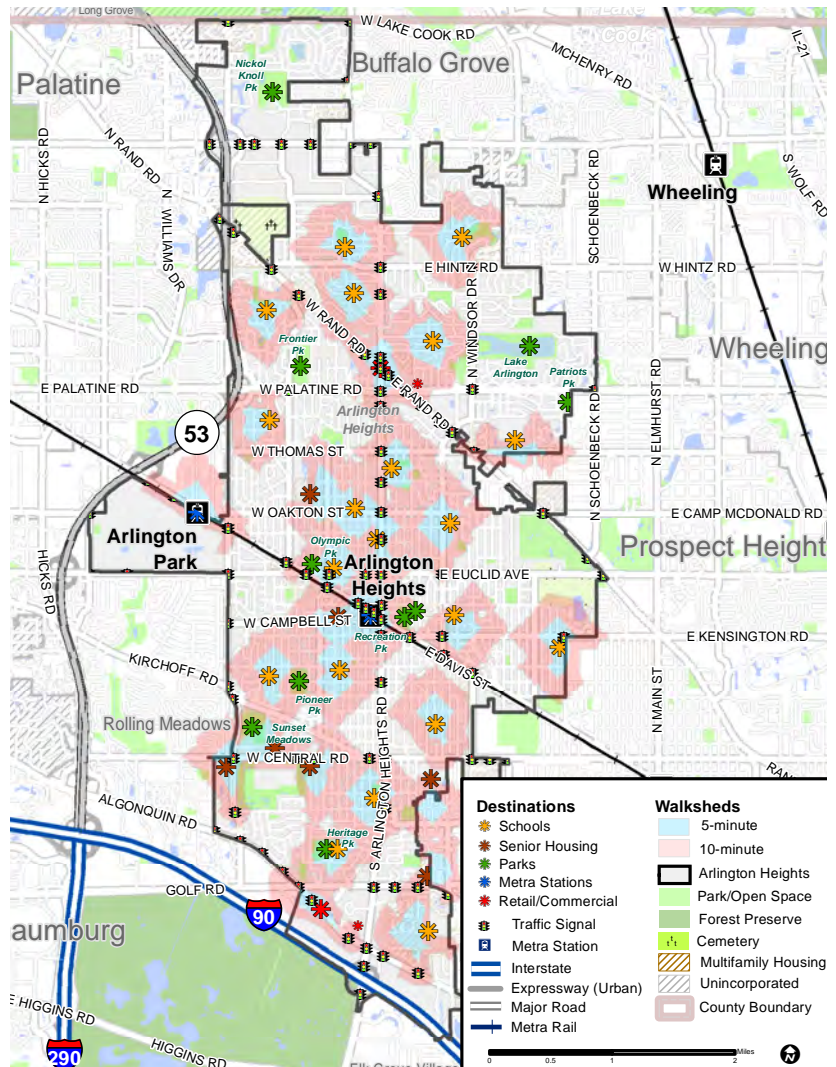 Long Grove
W LAKE COOK RD
Lake
Cook
IL-21
MCHENRY RD
Palatine
Nickol
Knoll
Pk
Buffalo Grove
N HICKS RD
N RAND RD
N WILLIAMS DR
SCHOENBECK RD
S WOLF RD
Wheeling
E HINTZ RD
W HINTZ RD
W RAND RD
N WINDSOR DR
Frontier
Pk
Lake
Arlington
Patriots
Pk
Wheeling
E PALATINE RD
W PALATINE RD
E RAND RD
Arlington
Heights
N SCHOENBECK RD
N ELMHURST RD
53
W THOMAS ST
W OAKTON ST
E CAMP MCDONALD RD
Arlington
Park
Olympic
Pk
Arlington
Heights
E EUCLID AVE
Prospect Height
HICKS RD
W CAMPBELL ST
Recreation
Pk
E KENSINGTON RD
E DAVIS ST
KIRCHOFF RD
Pioneer
Pk
N MAIN ST
Rolling Meadows
Sunset
Meadows
W CENTRAL RD
S ARLINGTON HEIGHTS RD
RAN
ALGONQUIN RD
Heritage
Pk
GOLF RD
90
aumburg
E HIGGINS RD
HIGGINS RD
290
Elk Grove Village
Destinations
Schools
Senior Housing
Parks
Metra Stations
Retail/Commercial
Traffic Signal
Metra Station
Interstate
Expressway (Urban)
Major Road
Metra Rail
Walksheds
5-minute
10-minute
Arlington Heights
Park/Open Space
Forest Preserve
Cemetery
Multifamily Housing
Unincorporated
County Boundary
Miles
0 0.5 1 2
N